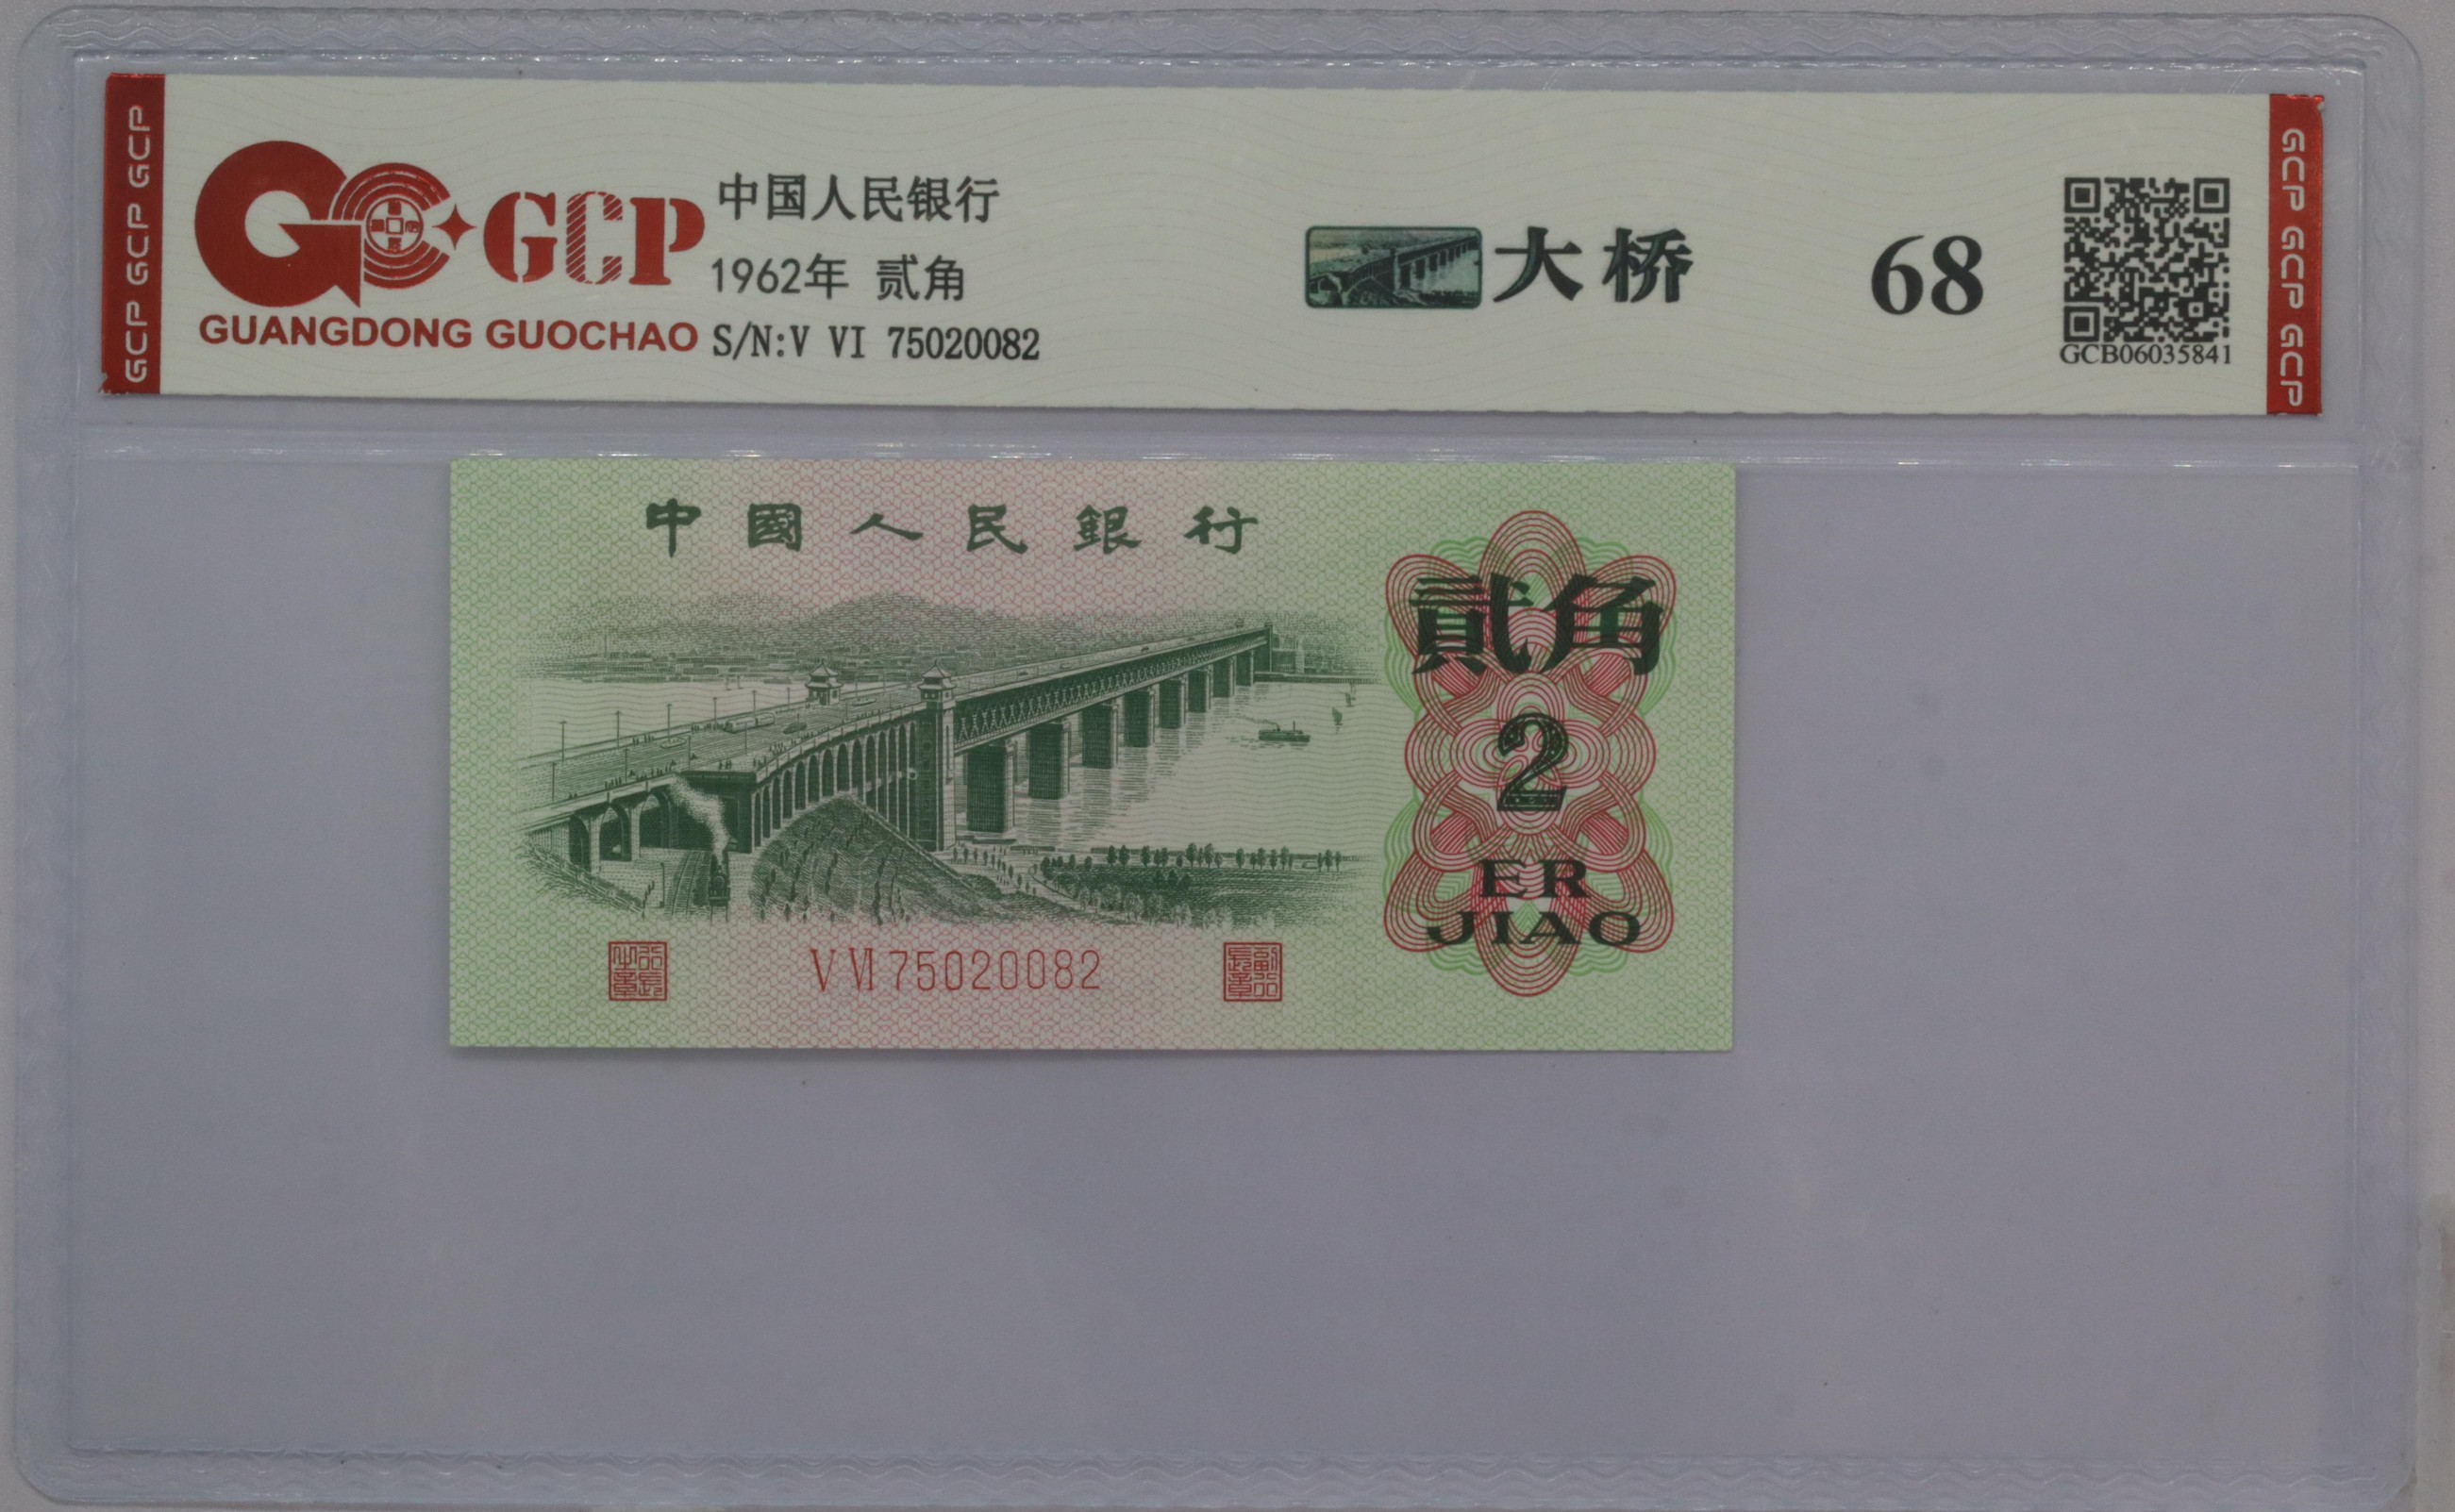 GCP GCP GCP
GCP
GUANGDONG GUOCHAO
中国人民银行
1962年 贰角
S/N:V VI 75020082
大桥
68
GCB06035841
GCP GCP GCP
中國人民銀行
貳角
2
ER
JIAO
V VI 75020082